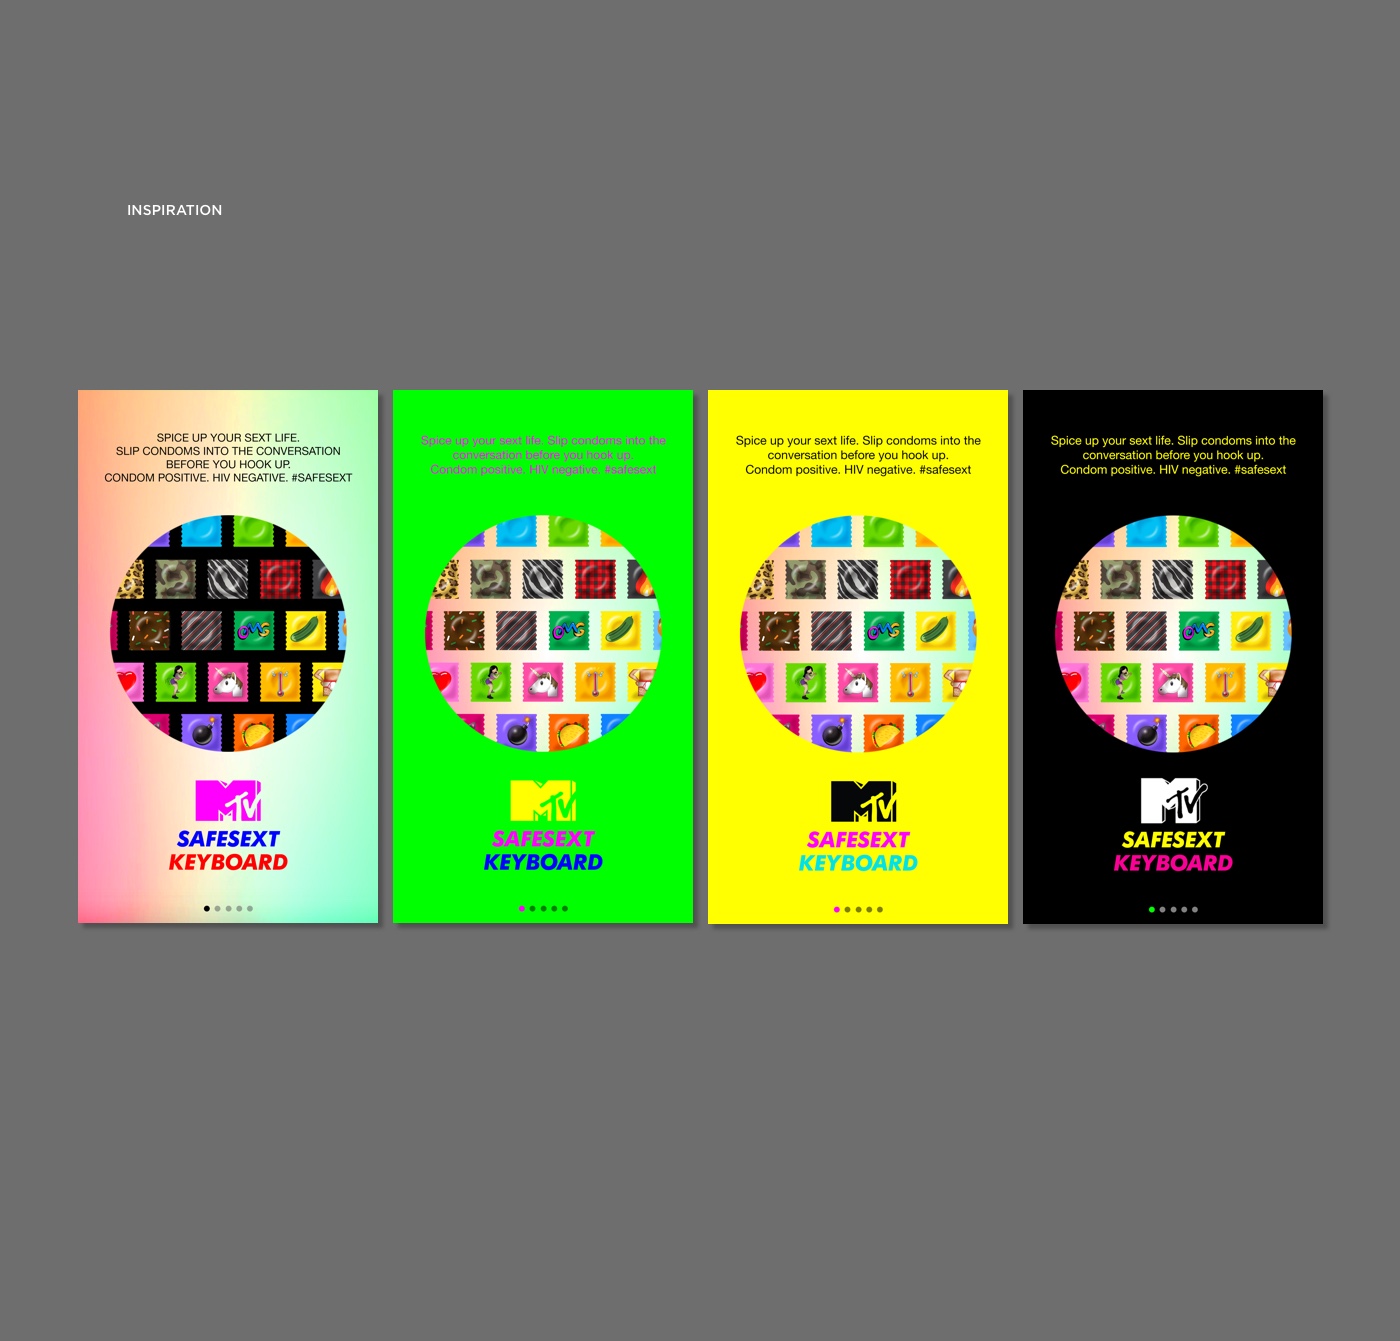 INSPIRATION
SPICE UP YOUR SEXT LIFE.
SLIP CONDOMS INTO THE CONVERSATION
BEFORE YOU HOOK UP.
CONDOM POSITIVE. HIV NEGATIVE. #SAFESEXT
OMG
MTV
SAFESEXT
KEYBOARD
Spice up your sext life. Slip condoms into the
conversation before you hook up.
Condom positive. HIV negative. #safesext
OMG
MTV
SAFESEXT
KEYBOARD
Spice up your sext life. Slip condoms into the
conversation before you hook up.
Condom positive. HIV negative. #safesext
OMG
MTV
SAFESEXT
KEYBOARD
Spice up your sext life. Slip condoms into the
conversation before you hook up.
Condom positive. HIV negative. #safesext
OMG
MTV
SAFESEXT
KEYBOARD